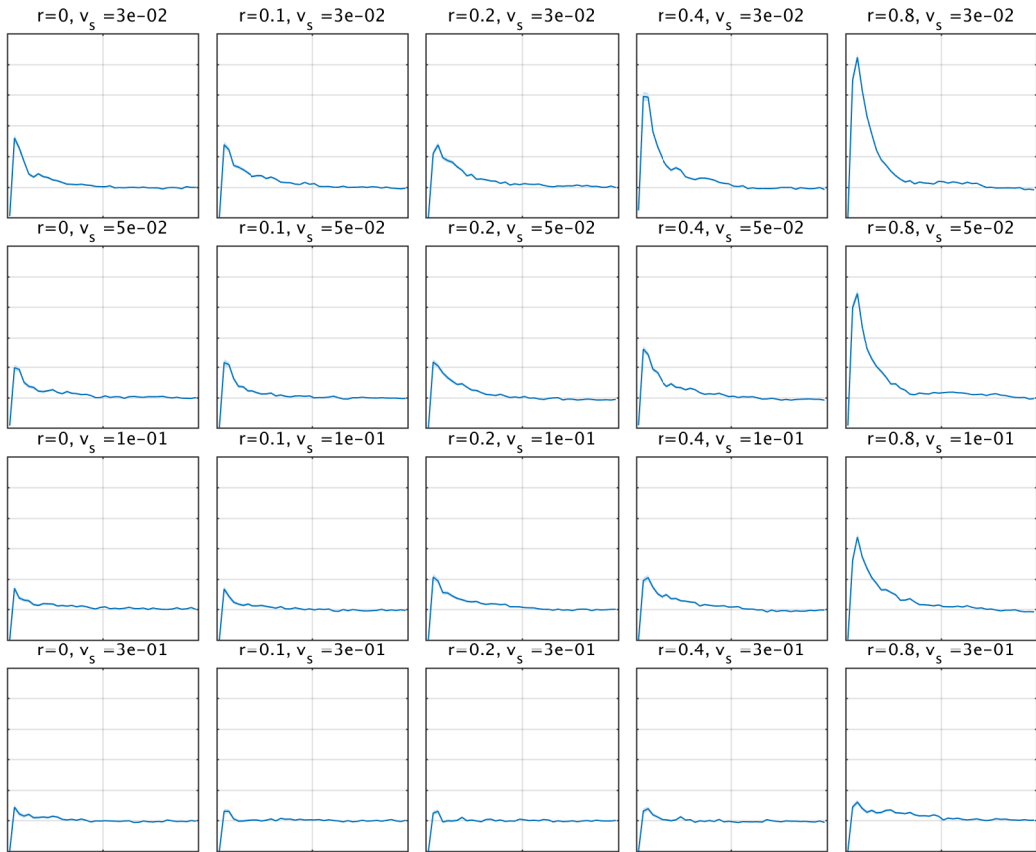 r=0, v_s =3e-02
r=0.1, v_s =3e-02
r=0.2, v_s =3e-02
r=0.4, v_s =3e-02
r=0.8, v_s =3e-02
r=0, v_s =5e-02
r=0.1, v_s =5e-02
r=0.2, v_s =5e-02
r=0.4, v_s =5e-02
r=0.8, v_s =5e-02
r=0, v_s =1e-01
r=0.1, v_s =1e-01
r=0.2, v_s =1e-01
r=0.4, v_s =1e-01
r=0.8, v_s =1e-01
r=0, v_s =3e-01
r=0.1, v_s =3e-01
r=0.2, v_s =3e-01
r=0.4, v_s =3e-01
r=0.8, v_s =3e-01